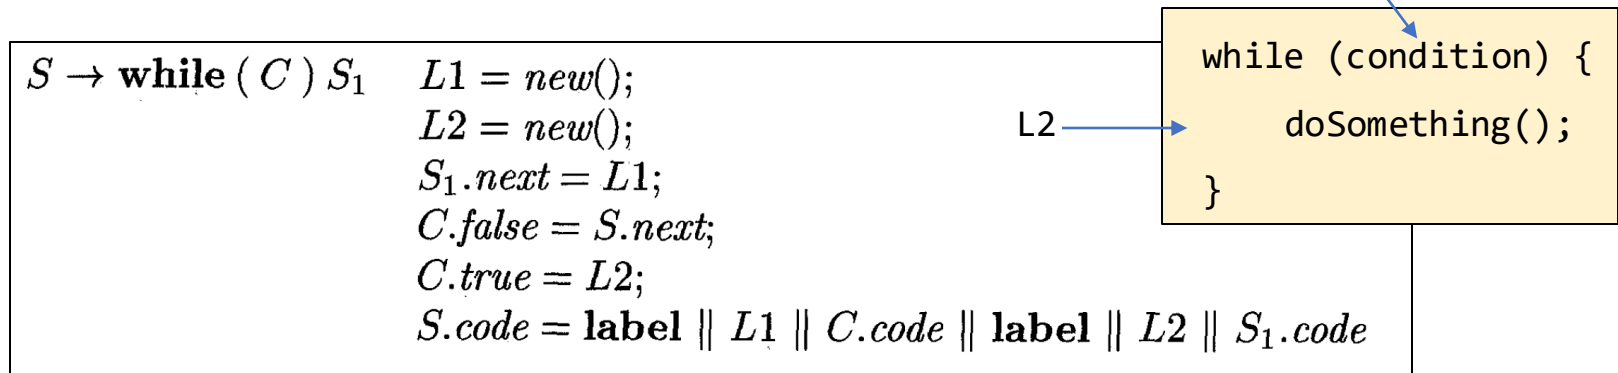 S → while ( C ) S₁ L1 = new();
L2 = new();
S₁.next = L1;
C.false = S.next;
C.true = L2;
S.code = label || L1 || C.code || label || L2 || S₁.code
while (condition) {
L2
doSomething();
}